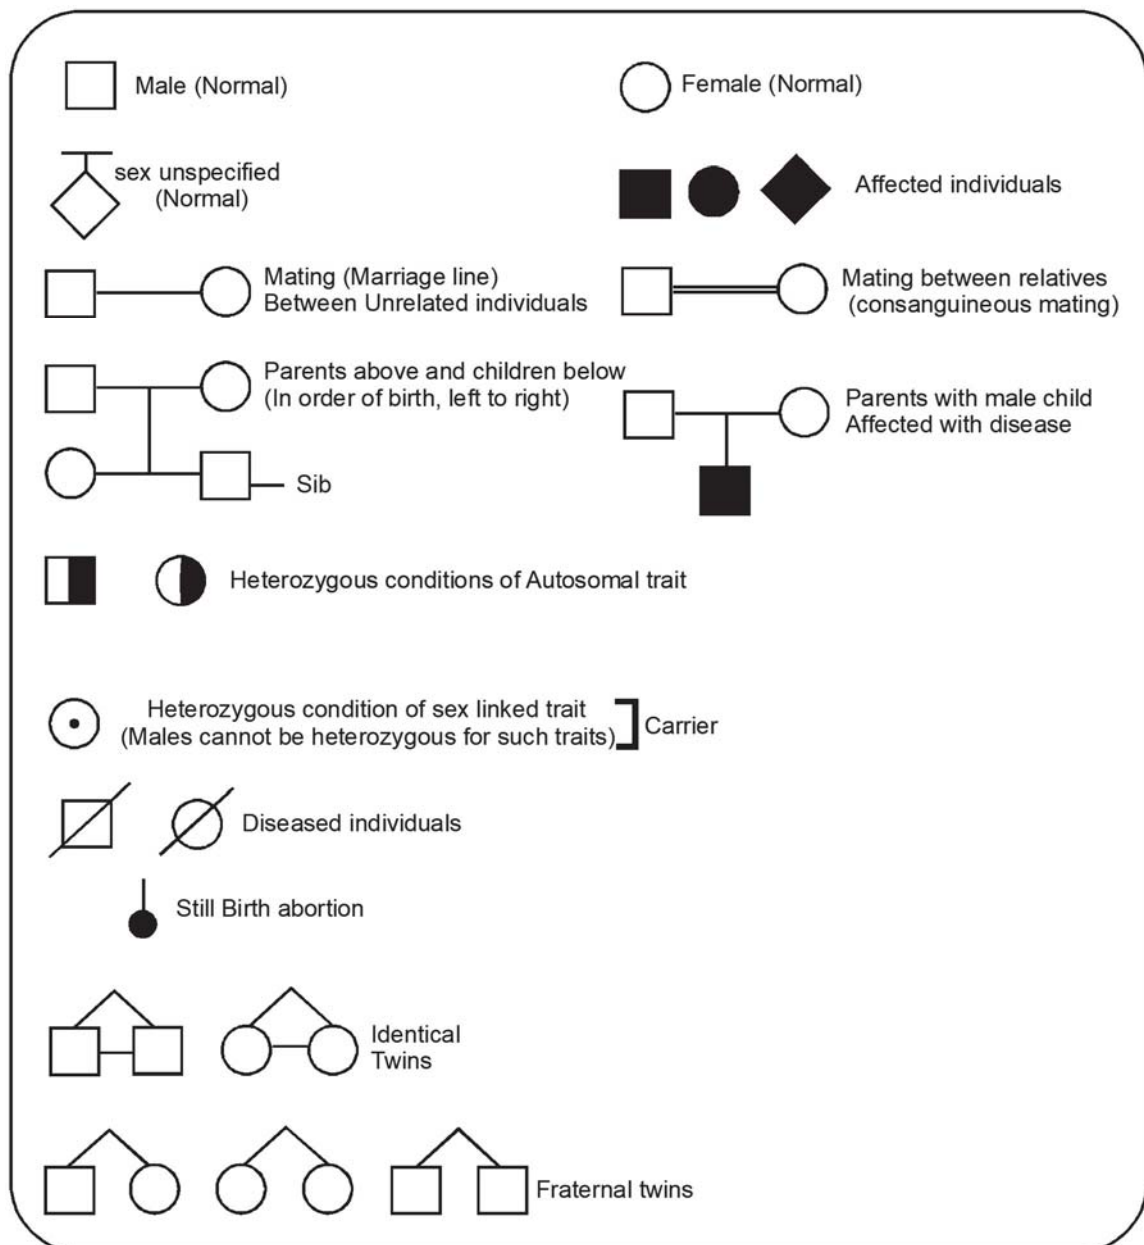 Male (Normal)
Female (Normal)
sex unspecified
(Normal)
Affected individuals
Mating (Marriage line)
Between Unrelated individuals
Mating between relatives
(consanguineous mating)
Parents above and children below
(In order of birth, left to right)
Parents with male child
Affected with disease
Sib
Heterozygous conditions of Autosomal trait
Heterozygous condition of sex linked trait
(Males cannot be heterozygous for such traits)
Carrier
Diseased individuals
Still Birth abortion
Identical
Twins
Fraternal twins